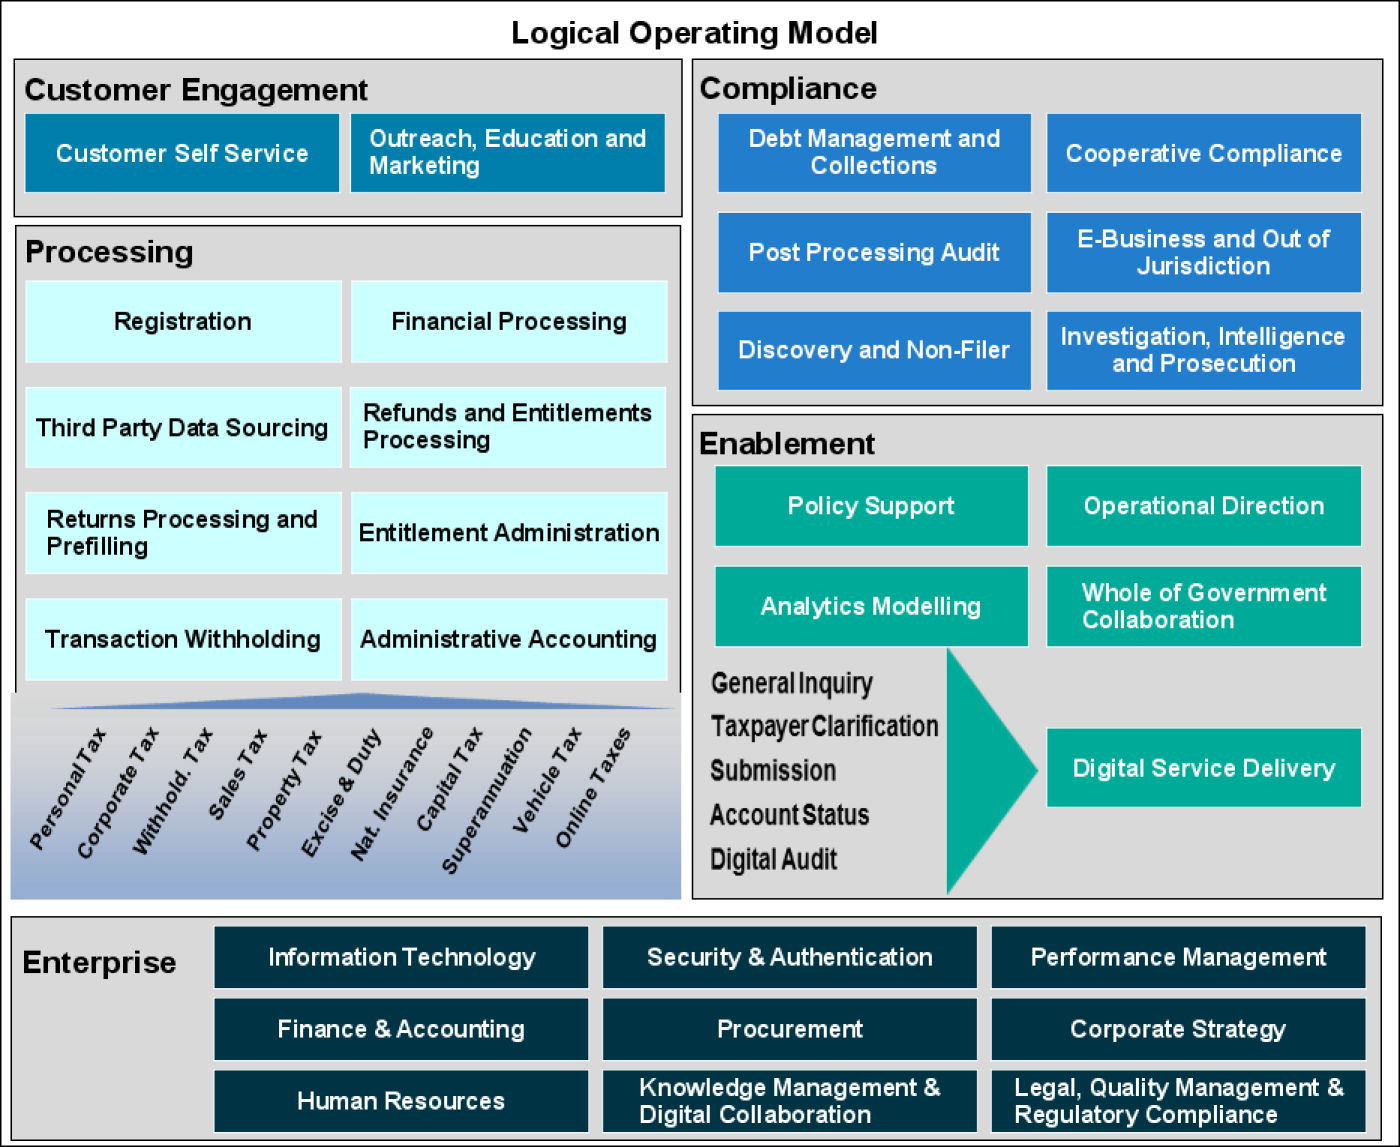 Logical Operating Model
Customer Engagement
Customer Self Service
Outreach, Education and
Marketing
Processing
Registration
Financial Processing
Third Party Data Sourcing
Refunds and Entitlements
Processing
Returns Processing and
Prefilling
Entitlement Administration
Transaction Withholding
Administrative Accounting
Personal Tax
Corporate Tax
Withhold. Tax
Sales Tax
Property Tax
Excise & Duty
Nat. Insurance
Capital Tax
Superannuation
Vehicle Tax
Online Taxes
Compliance
Debt Management and
Collections
Cooperative Compliance
Post Processing Audit
E-Business and Out of
Jurisdiction
Discovery and Non-Filer
Investigation, Intelligence
and Prosecution
Enablement
Policy Support
Operational Direction
Analytics Modelling
Whole of Government
Collaboration
General Inquiry
Taxpayer Clarification
Submission
Account Status
Digital Audit
Digital Service Delivery
Enterprise
Information Technology
Security & Authentication
Performance Management
Finance & Accounting
Procurement
Corporate Strategy
Human Resources
Knowledge Management &
Digital Collaboration
Legal, Quality Management &
Regulatory Compliance